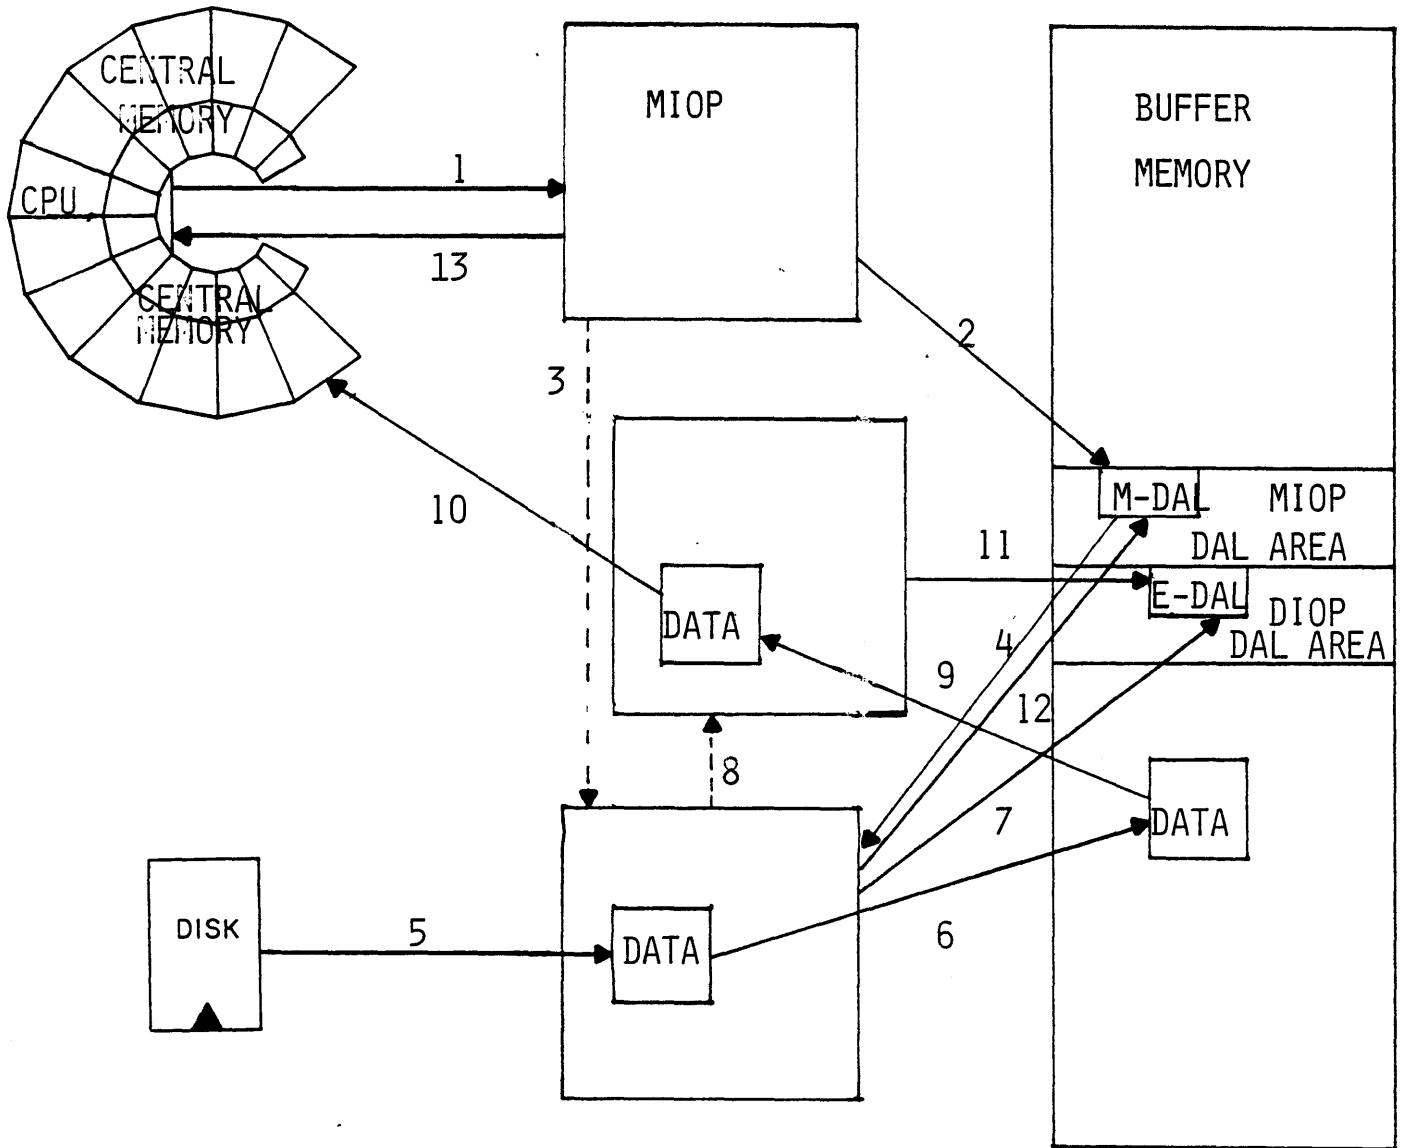 CENTRAL
MEMORY
CPU
CENTRAL
MEMORY
1
13
MIOP
BUFFER
MEMORY
2
3
10
M-DAL
MIOP
DAL AREA
11
E-DAL
DIOP
DAL AREA
DATA
4
9
12
8
7
DATA
DISK
5
DATA
6